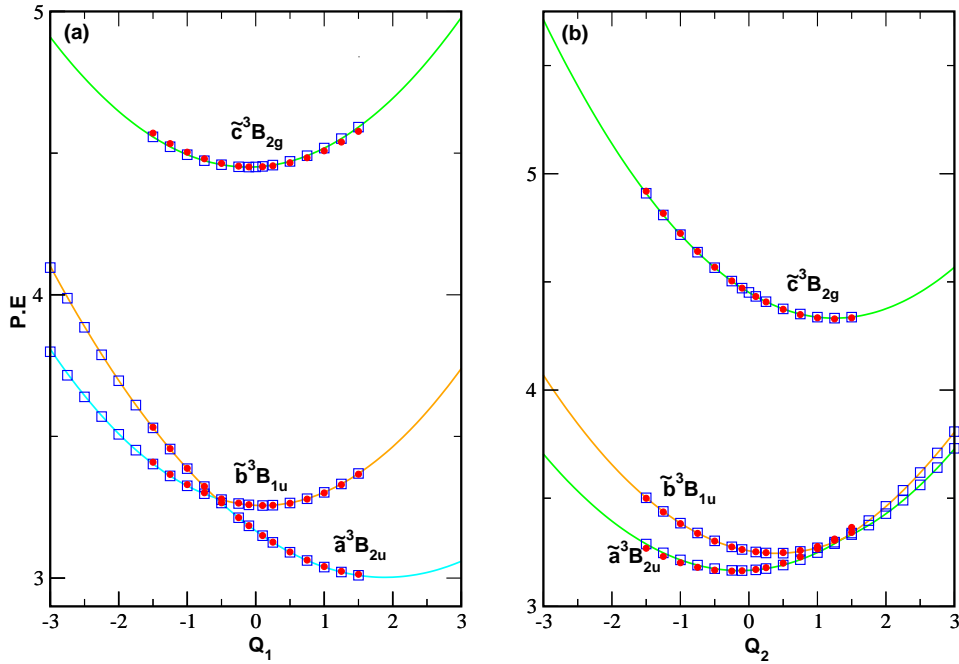 (a)
(b)
5
4
3
P.E
c̃³B₂g
b̃³B₁u
ã³B₂u
-3 -2 -1 0 1 2 3
Q₁
5
4
3
c̃³B₂g
b̃³B₁u
ã³B₂u
-3 -2 -1 0 1 2 3
Q₂